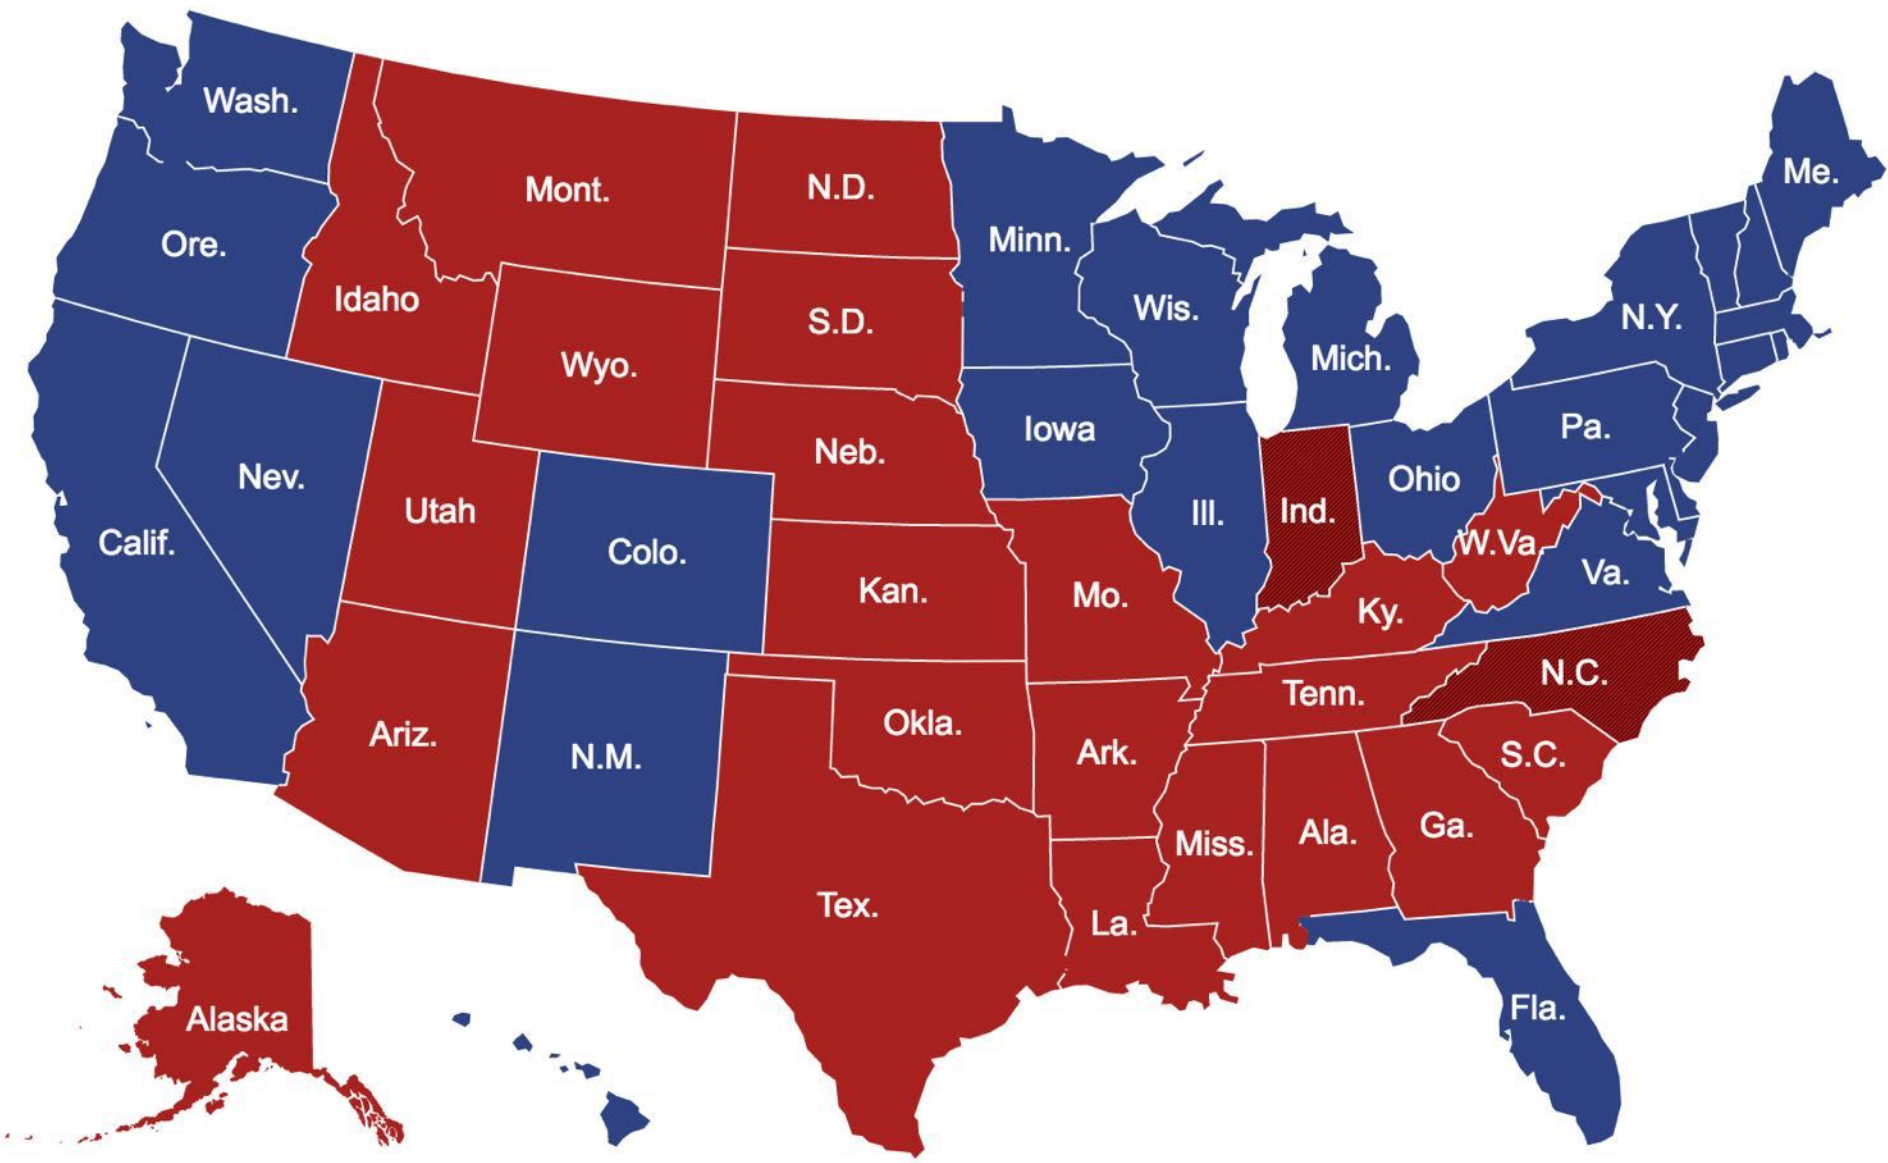 Wash.
Me.
N.D.
Mont.
Minn.
Ore.
Idaho
Wis.
N.Y.
S.D.
Mich.
Wyo.
Pa.
Iowa
Neb.
Nev.
Ohio
Utah
Ill.
Ind.
Calif.
W.Va.
Colo.
Va.
Kan.
Mo.
Ky.
N.C.
Tenn.
Okla.
Ariz.
Ark.
S.C.
N.M.
Ga.
Ala.
Miss.
Tex.
La.
Fla.
Alaska